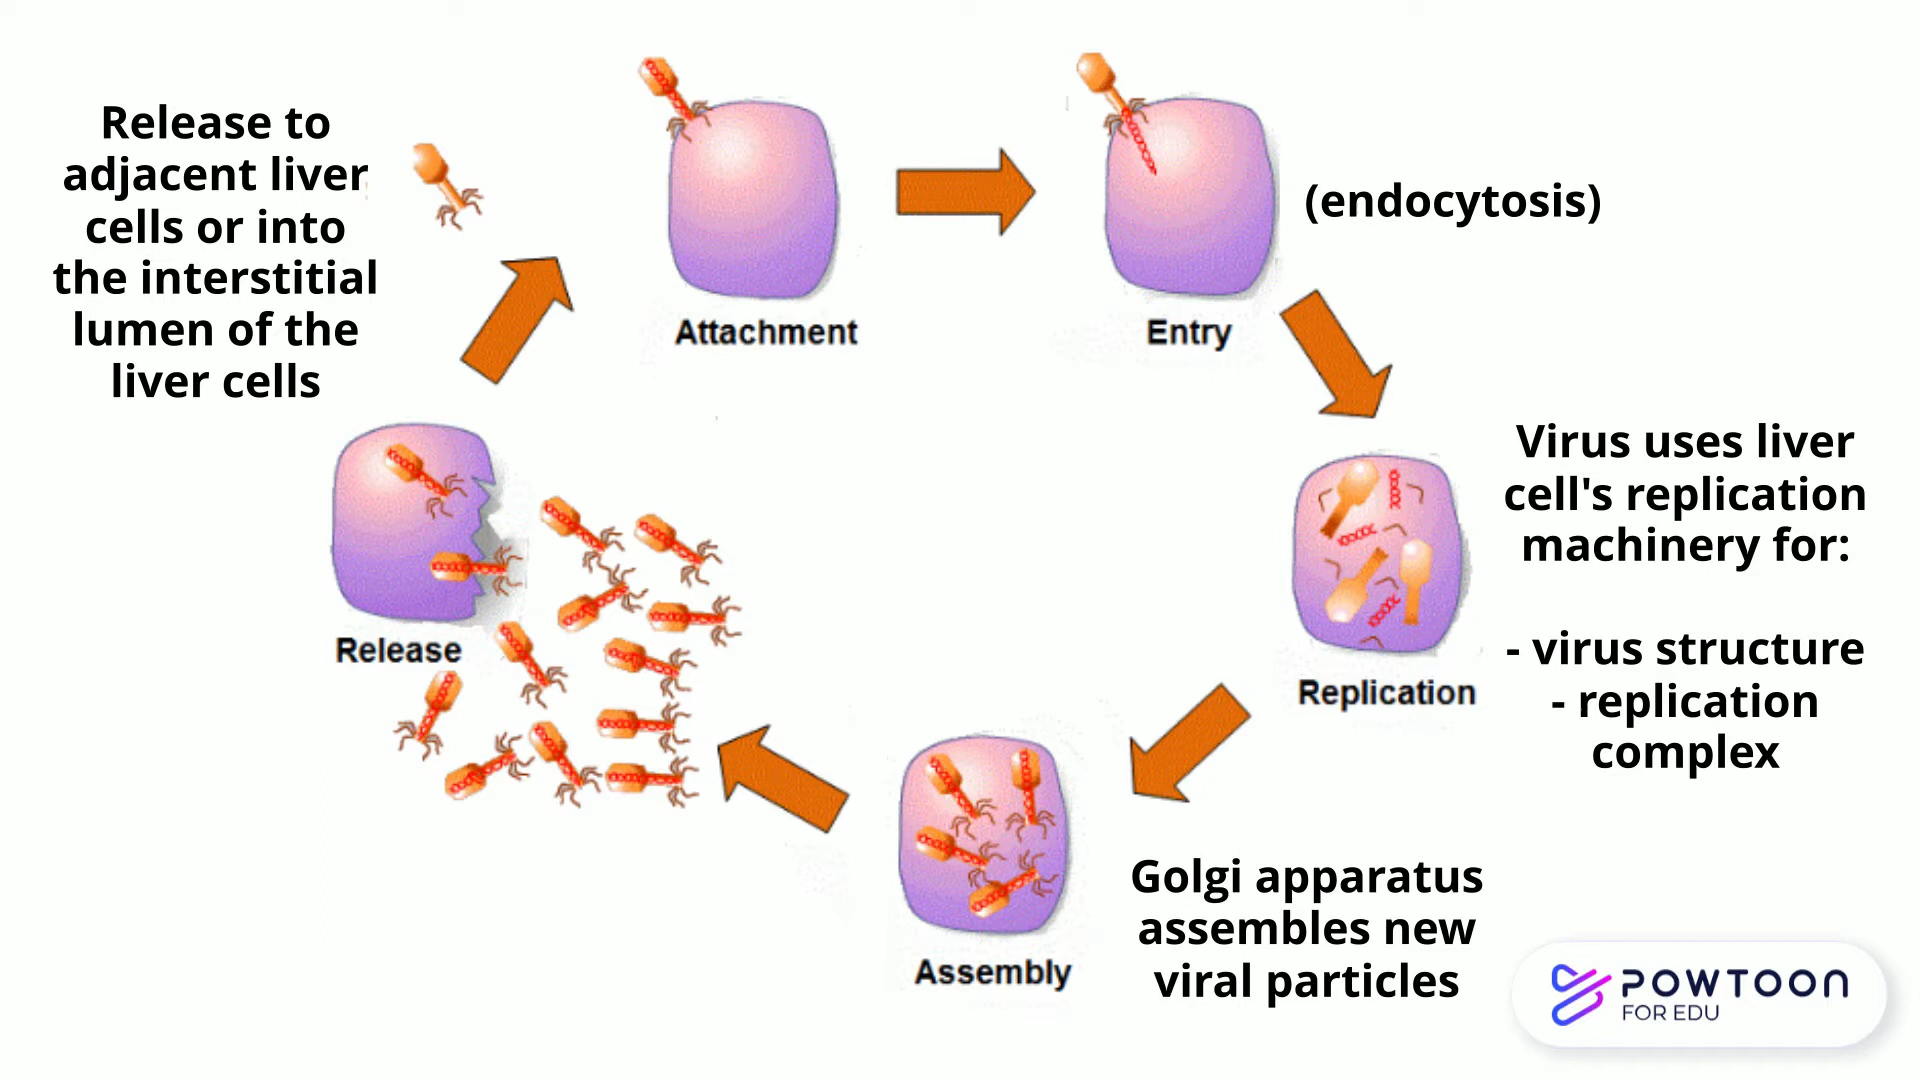 Release to
adjacent liver
cells or into
the interstitial
lumen of the
liver cells
Attachment
Entry
(endocytosis)
Virus uses liver
cell's replication
machinery for:
- virus structure
- replication
complex
Replication
Golgi apparatus
assembles new
viral particles
Assembly
Release
POWTOON
FOR EDU